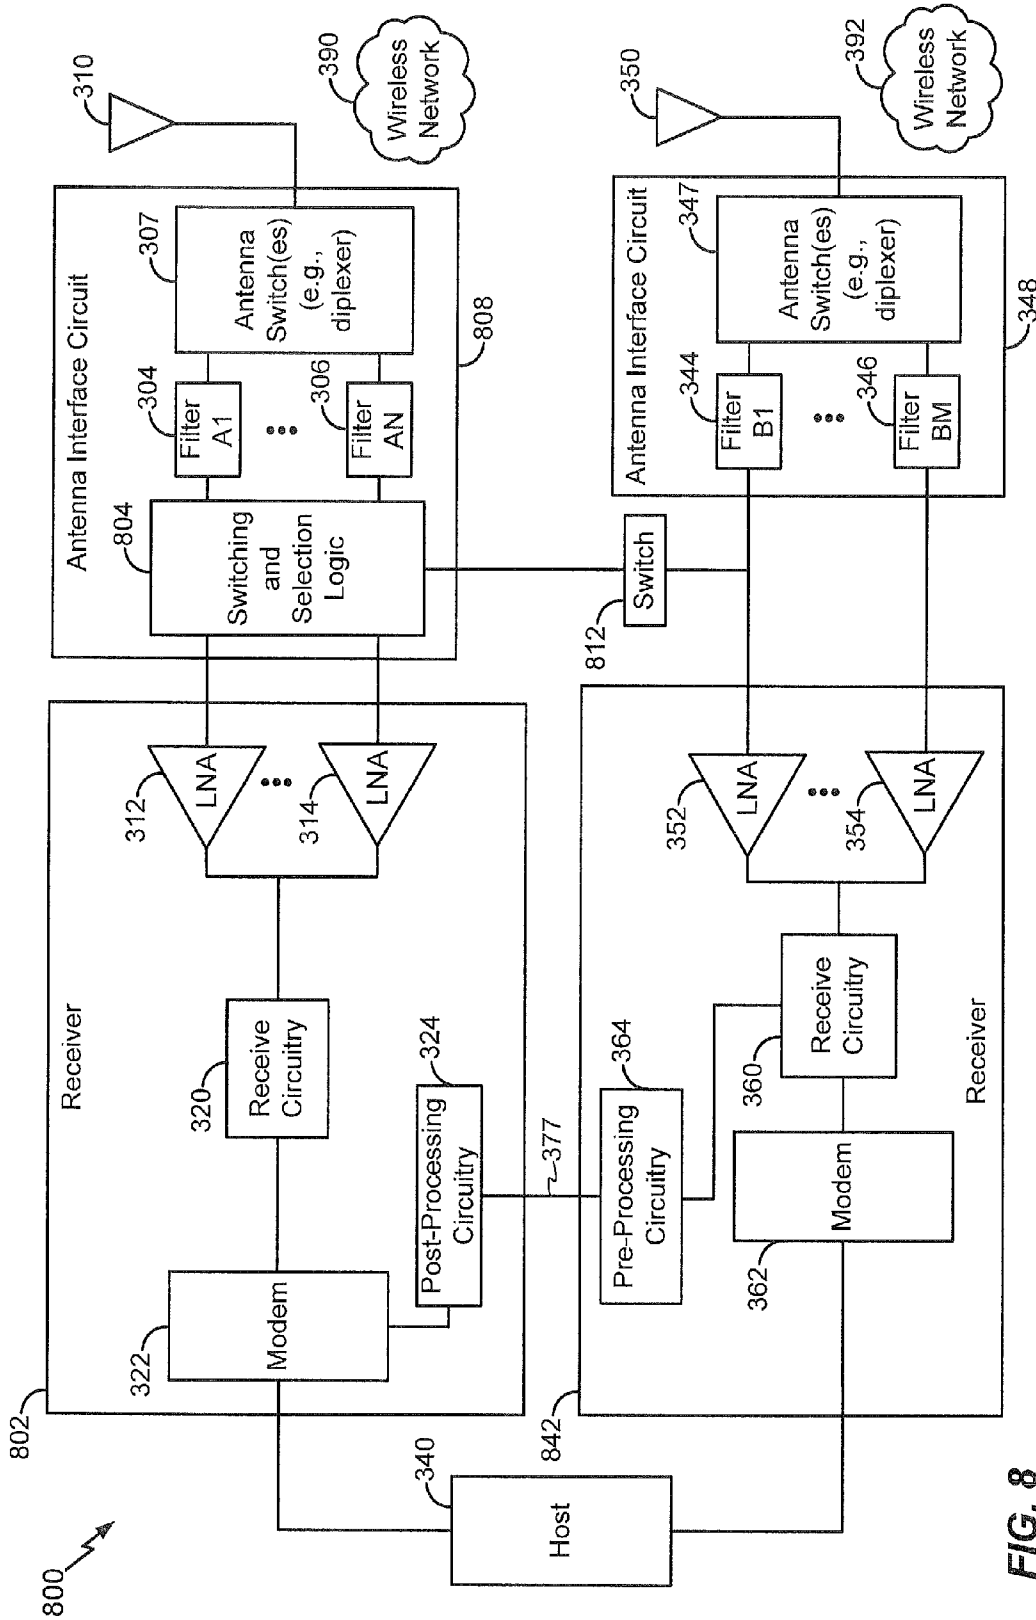 800
802
Receiver
Host
340
Modem
322
Receive
Circuitry
320
Post-Processing
Circuitry
324
377
LNA
312
LNA
314
Antenna Interface Circuit
Switching
and
Selection
Logic
804
Filter
A1
304
Filter
AN
306
Antenna
Switch(es)
(e.g.,
diplexer)
307
808
310
Wireless
Network
390
Switch
812
842
Receiver
Pre-Processing
Circuitry
364
Modem
362
Receive
Circuitry
360
LNA
352
LNA
354
Antenna Interface Circuit
Filter
B1
344
Filter
BM
346
Antenna
Switch(es)
(e.g.,
diplexer)
347
348
350
Wireless
Network
392
FIG. 8